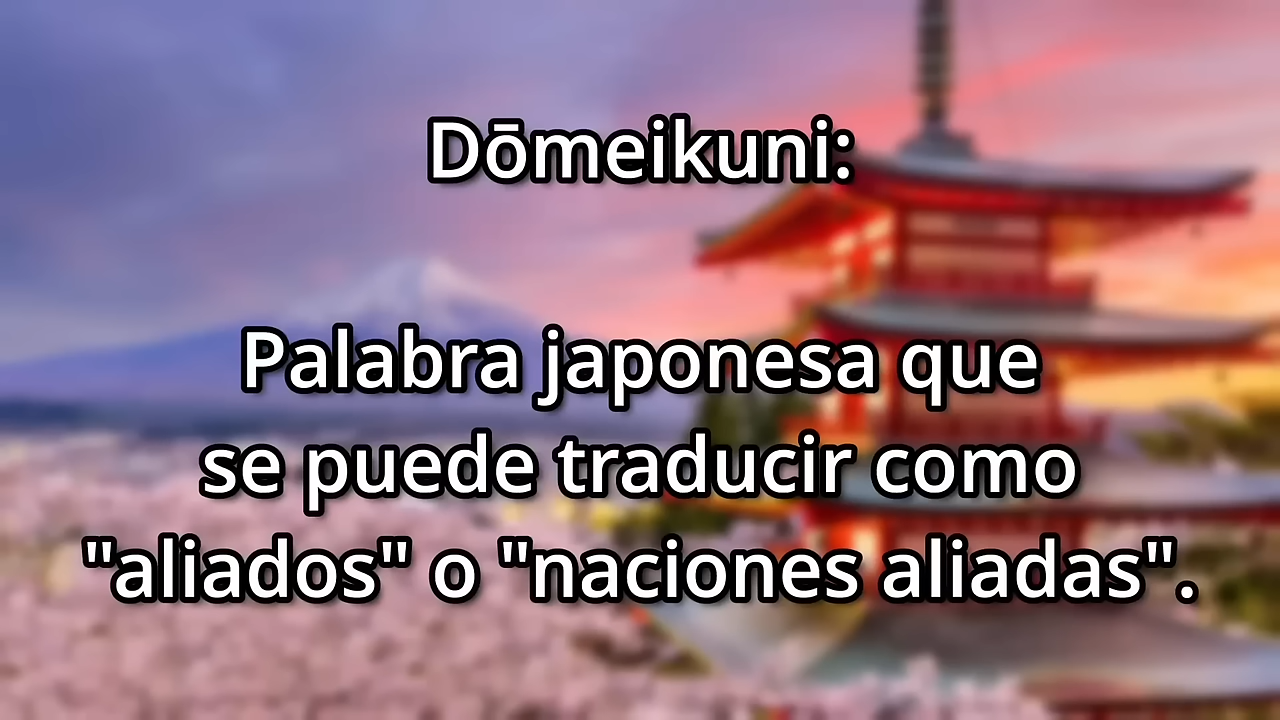 Dōmeikuni:
Palabra japonesa que
se puede traducir como
"aliados" o "naciones aliadas".